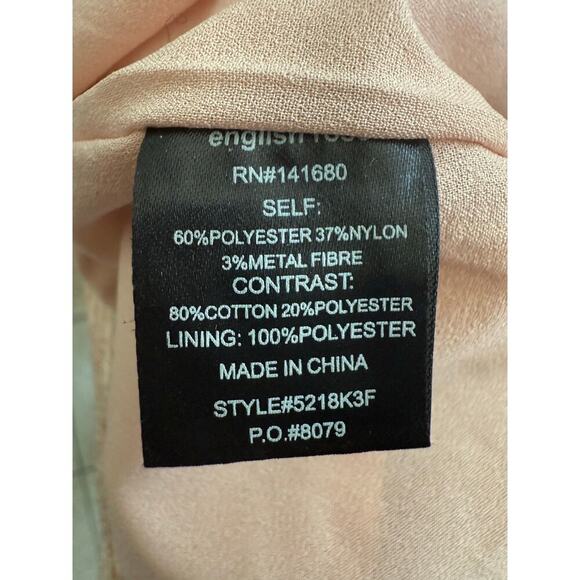 english
RN#141680
SELF:
60%POLYESTER 37%NYLON
3%METAL FIBRE
CONTRAST:
80%COTTON 20%POLYESTER
LINING: 100%POLYESTER
MADE IN CHINA
STYLE#5218K3F
P.O.#8079